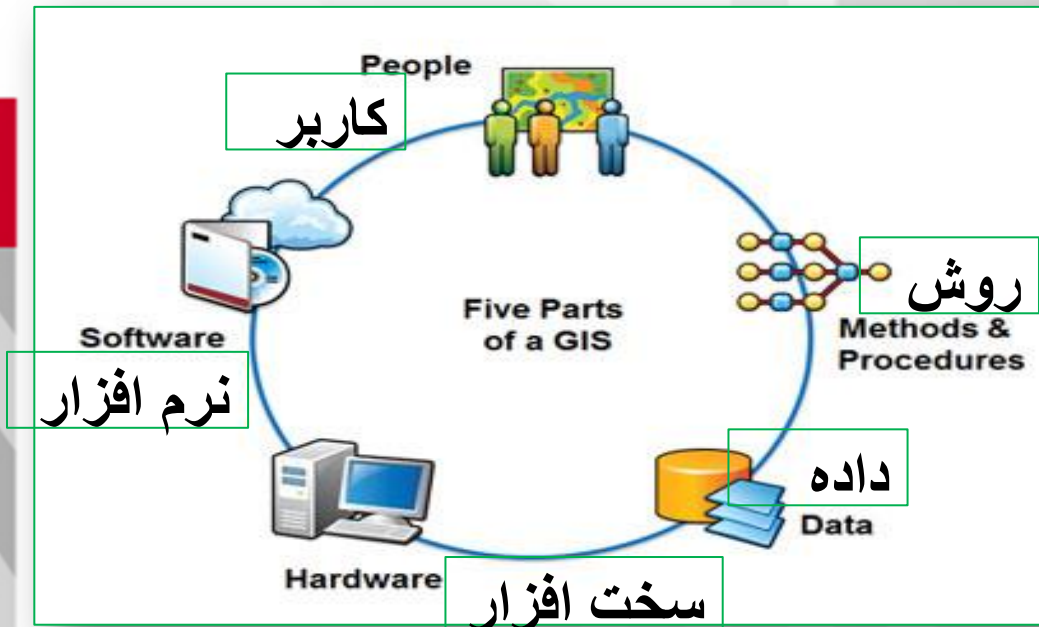 People
کاربر
Five Parts
of a GIS
روش
Methods &
Procedures
Software
نرم افزار
داده
Data
Hardware
سخت افزار